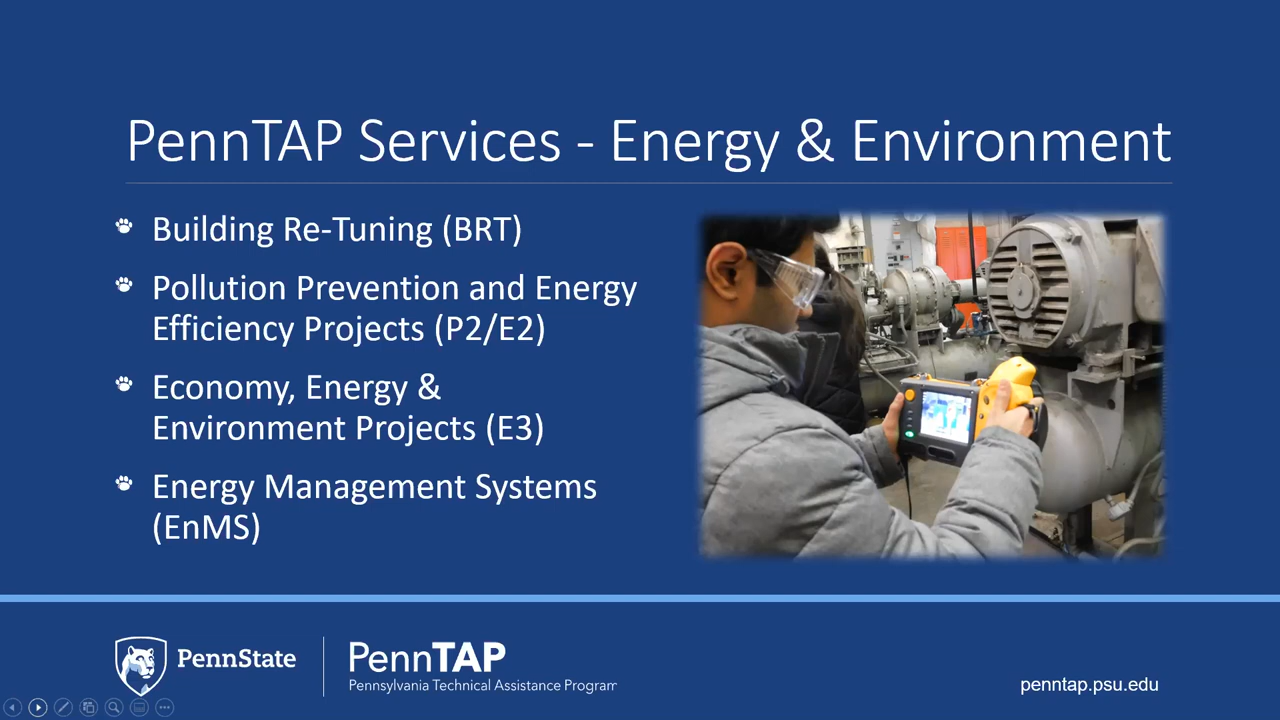 PennTAP Services - Energy & Environment
Building Re-Tuning (BRT)
Pollution Prevention and Energy
Efficiency Projects (P2/E2)
Economy, Energy &
Environment Projects (E3)
Energy Management Systems
(EnMS)
PennState
PennTAP
Pennsylvania Technical Assistance Program
penntap.psu.edu